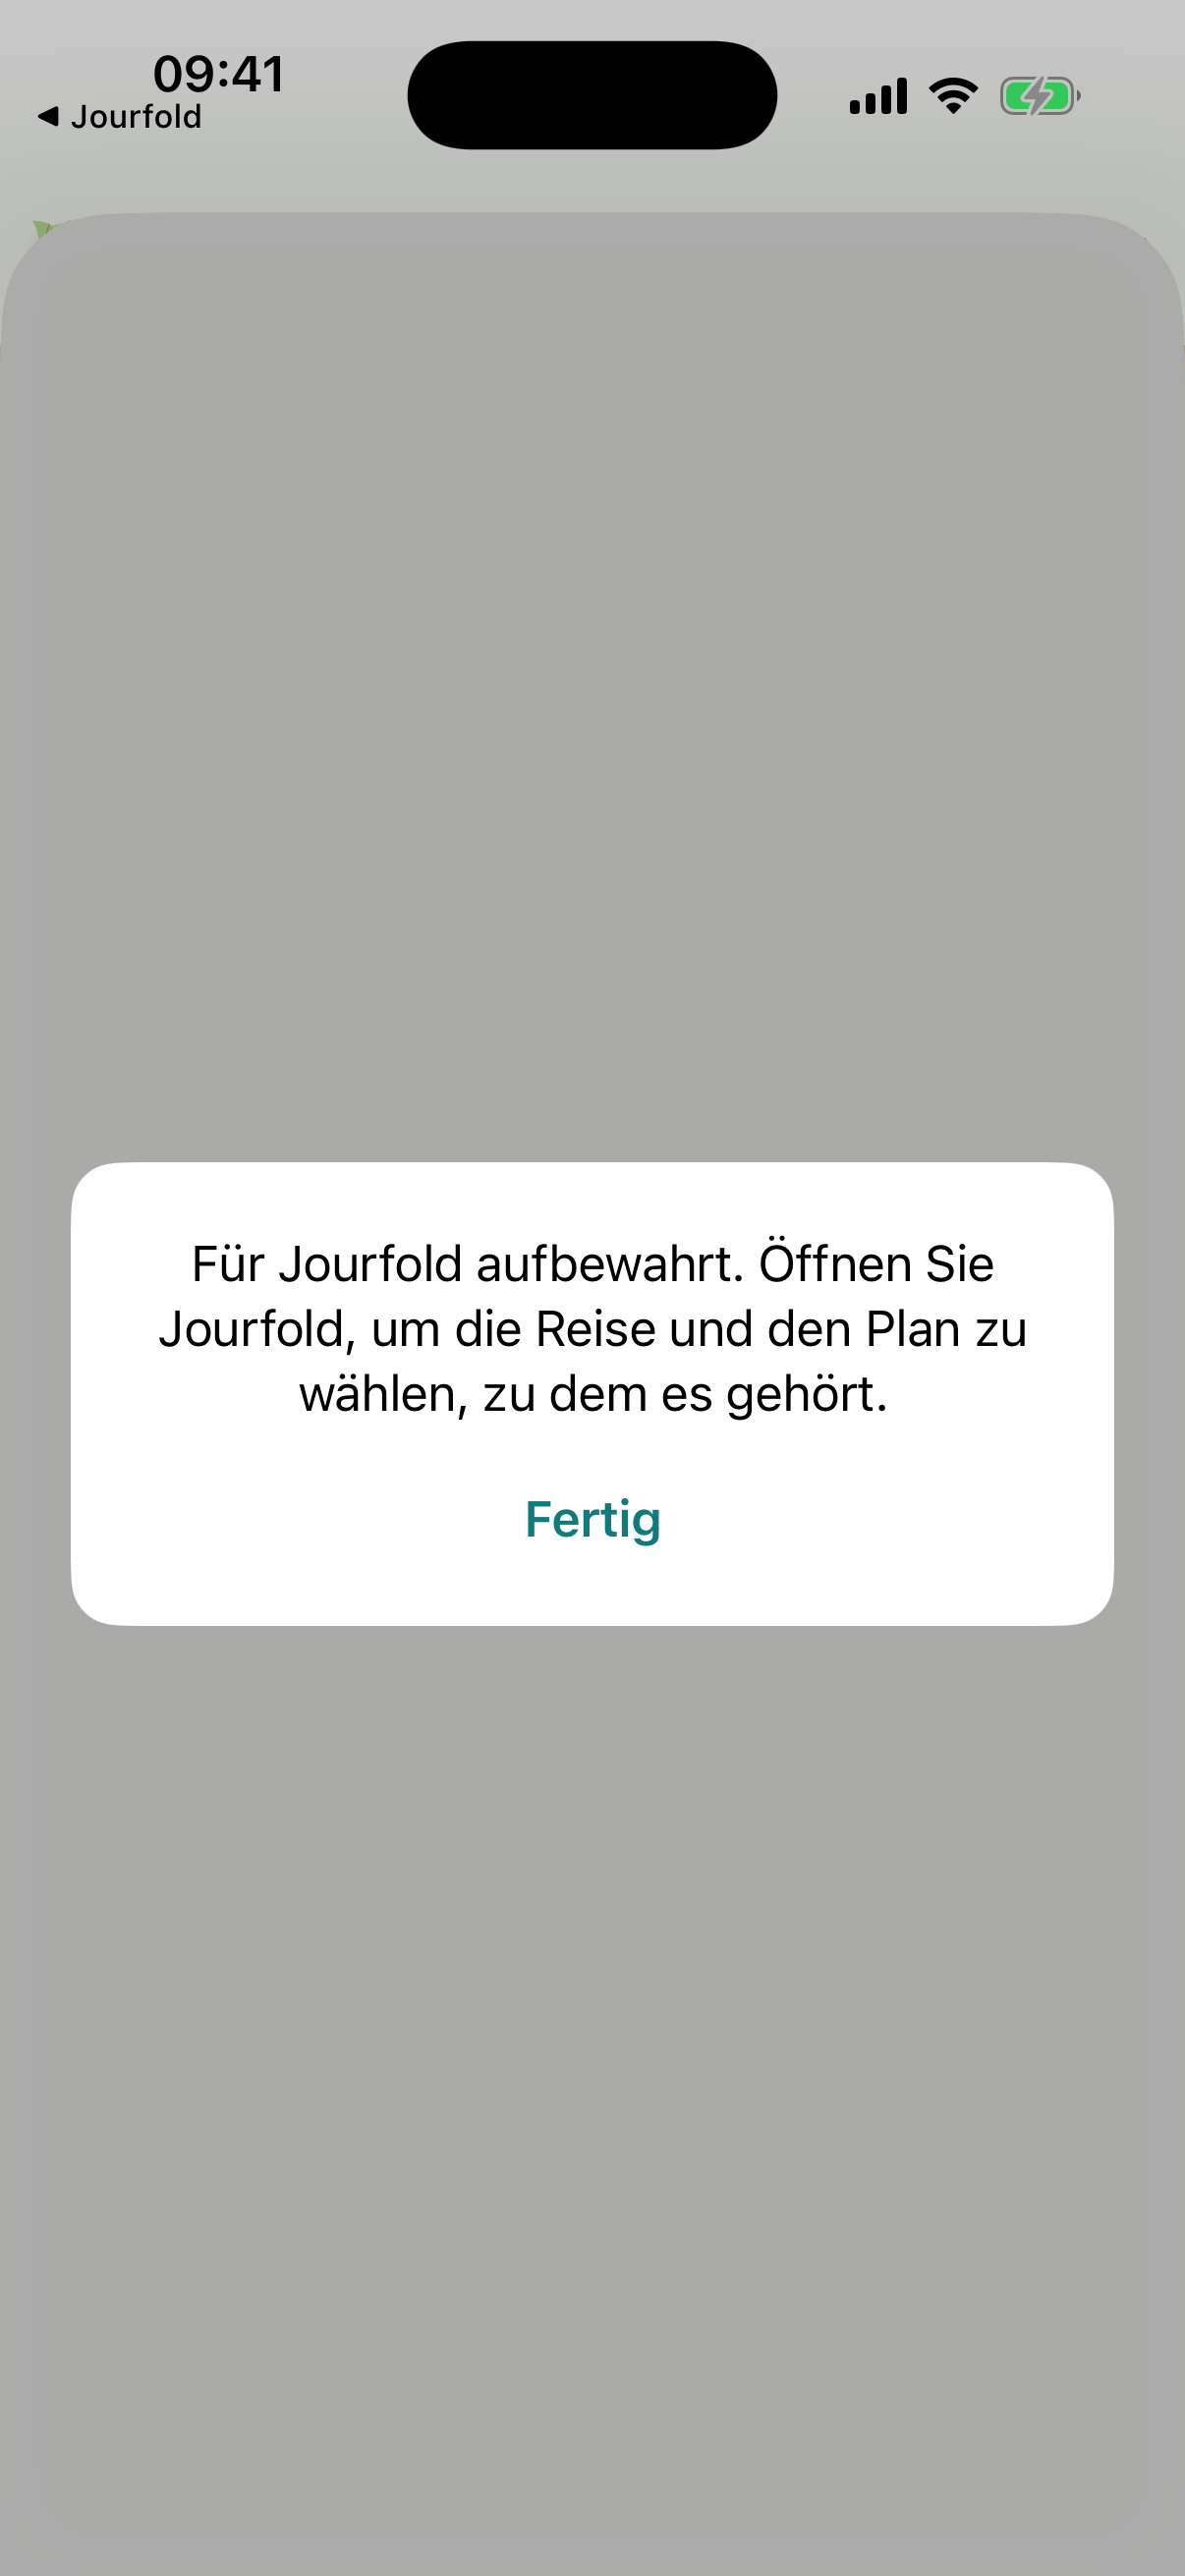 09:41
◀ Jourfold
Für Jourfold aufbewahrt. Öffnen Sie
Jourfold, um die Reise und den Plan zu
wählen, zu dem es gehört.
Fertig